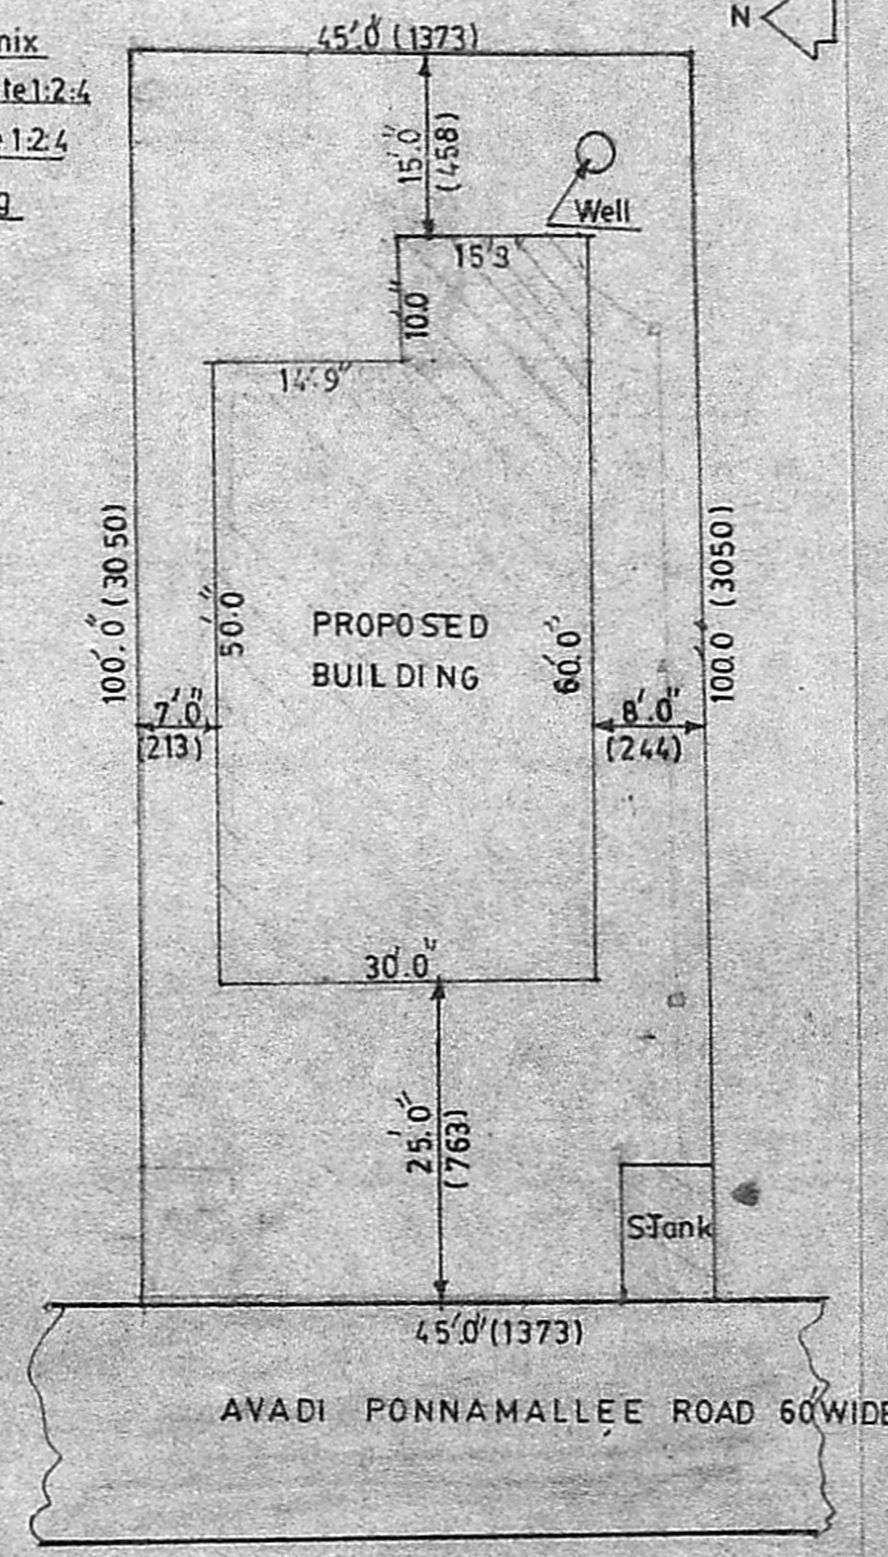 N
nix
te 1:2:4
1:2:4
g
45'.0" (1373)
15'.0"
(458)
Well
15'3
10.0"
14'.9"
100'.0" (3050)
50.0
PROPOSED
BUILDING
60'.0"
100.0 (3050)
7'.0"
(213)
8'.0"
(244)
30'.0"
25'.0"
(763)
S-Tank
45'.0" (1373)
AVADI PONNAMALLEE ROAD 60'WIDE